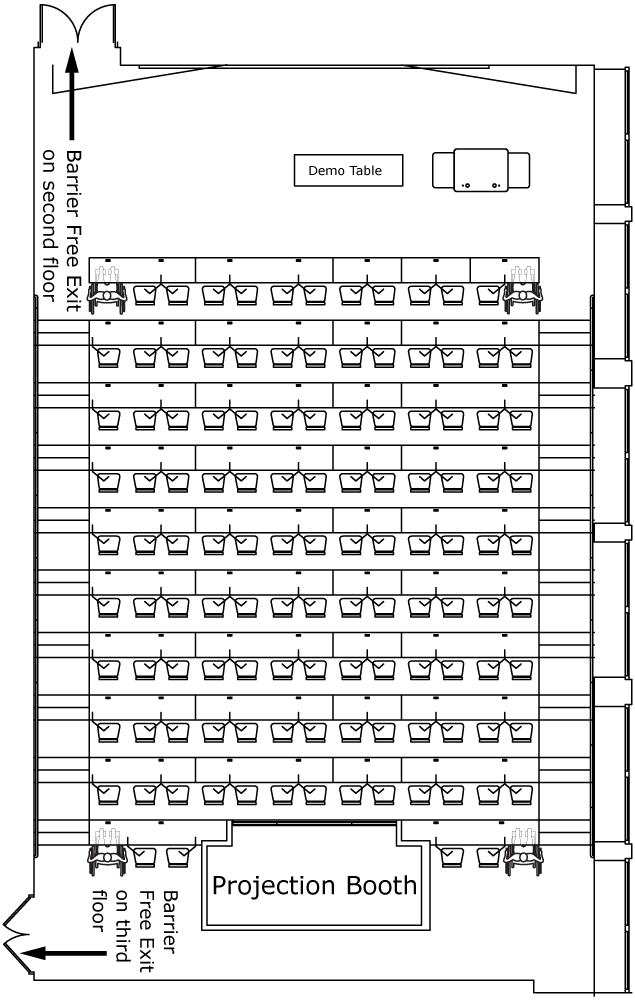 Barrier Free Exit
on second floor
Demo Table
Projection Booth
Barrier
Free Exit
on third
floor